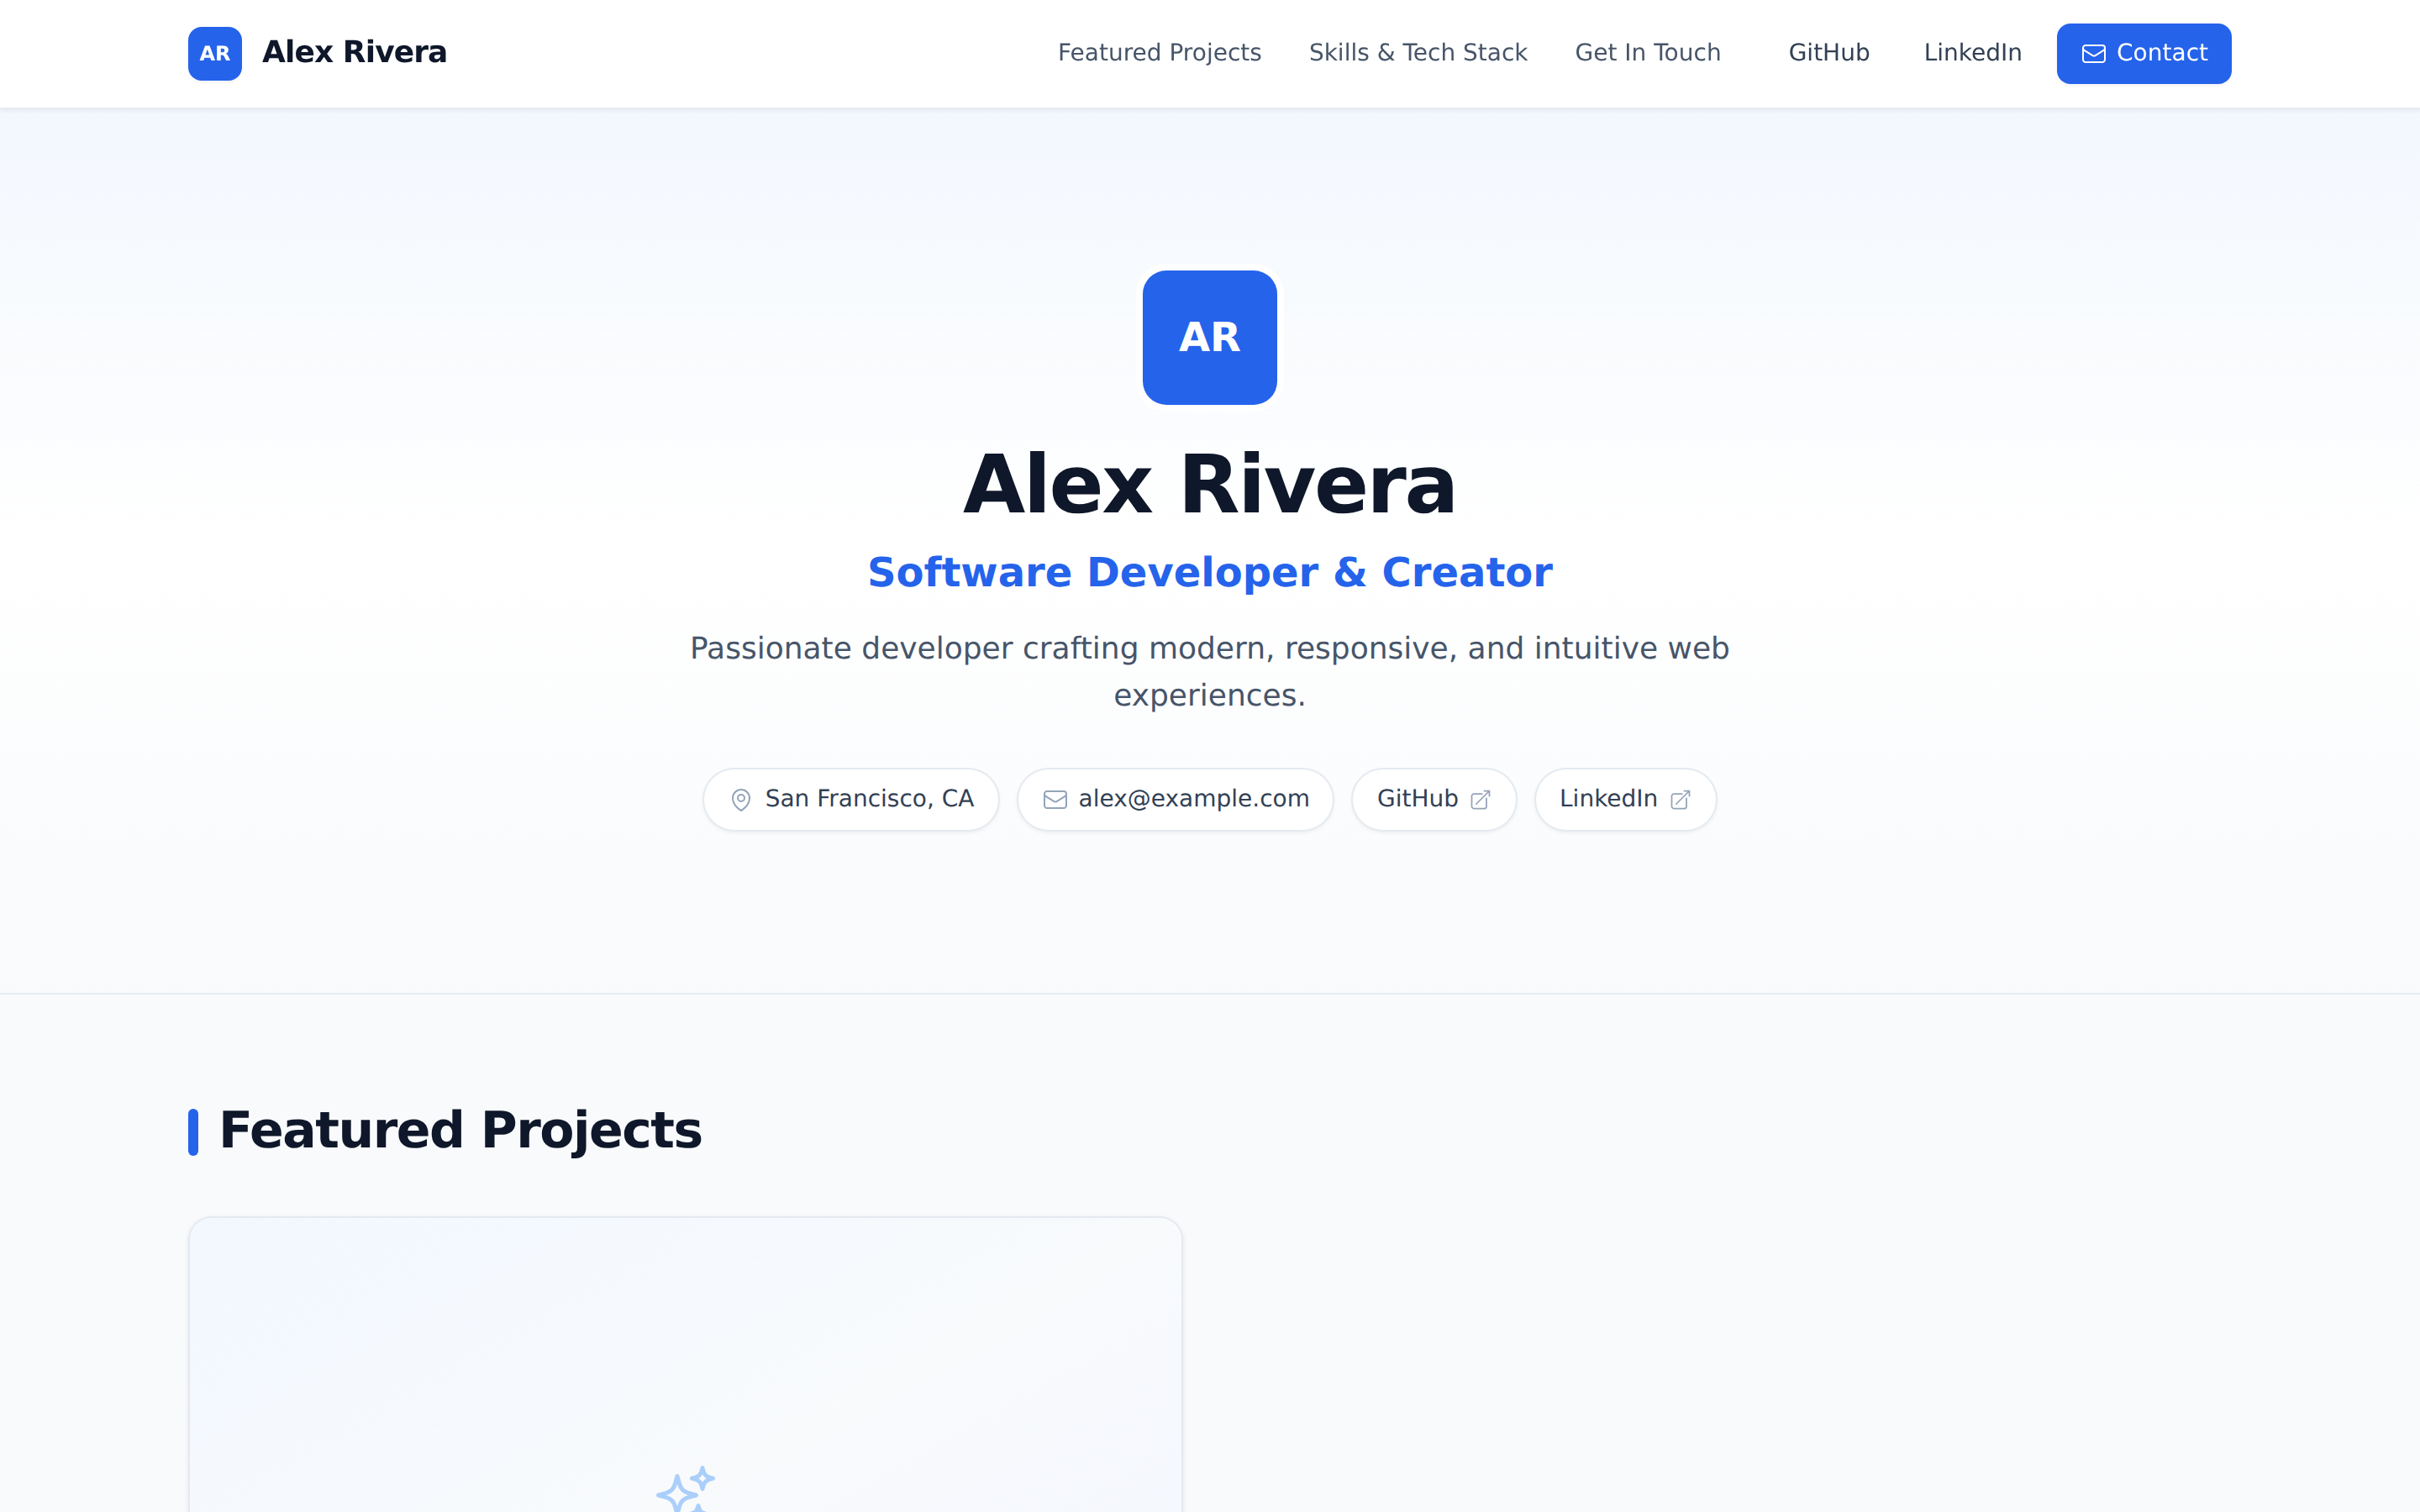 AR Alex Rivera Featured Projects Skills & Tech Stack Get In Touch GitHub LinkedIn Contact
AR
Alex Rivera
Software Developer & Creator
Passionate developer crafting modern, responsive, and intuitive web
experiences.
San Francisco, CA alex@example.com GitHub LinkedIn
Featured Projects